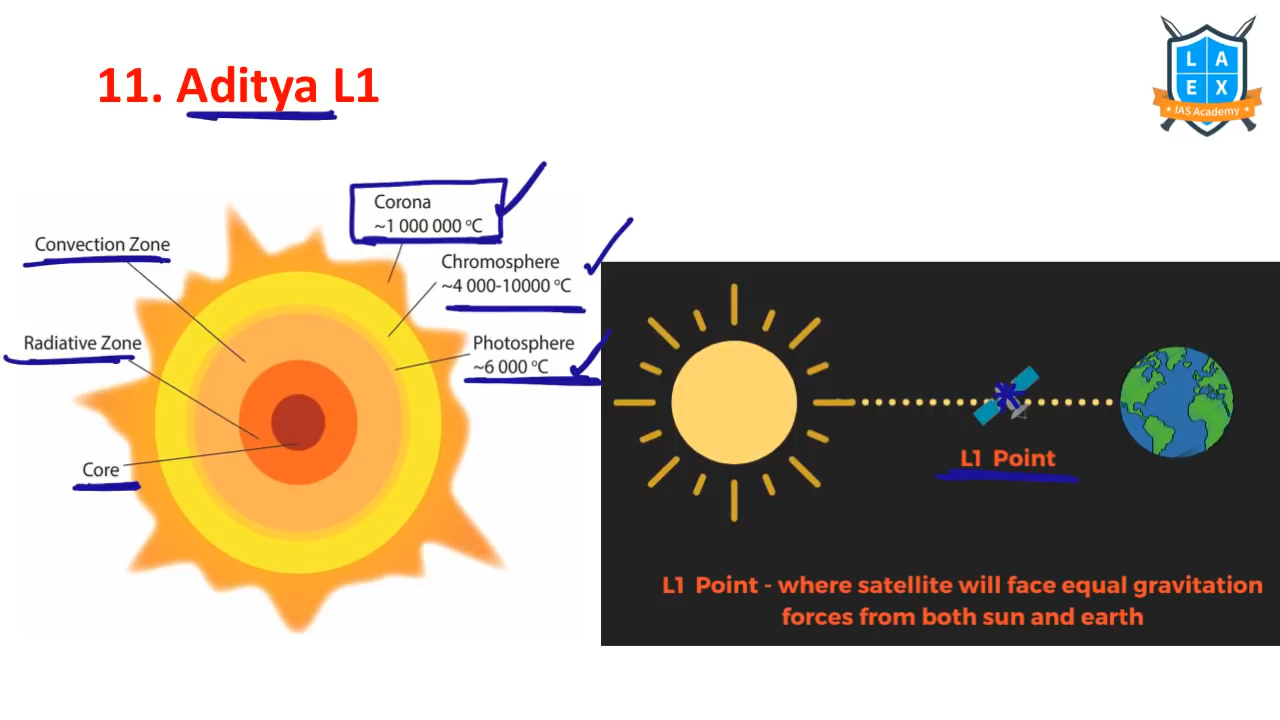 11. Aditya L1
L A
E X
IAS Academy
Corona
~1 000 000 ºC
Convection Zone
Chromosphere
~4 000-10000 ºC
Radiative Zone
Photosphere
~6 000 ºC
Core
L1 Point
L1 Point - where satellite will face equal gravitation
forces from both sun and earth